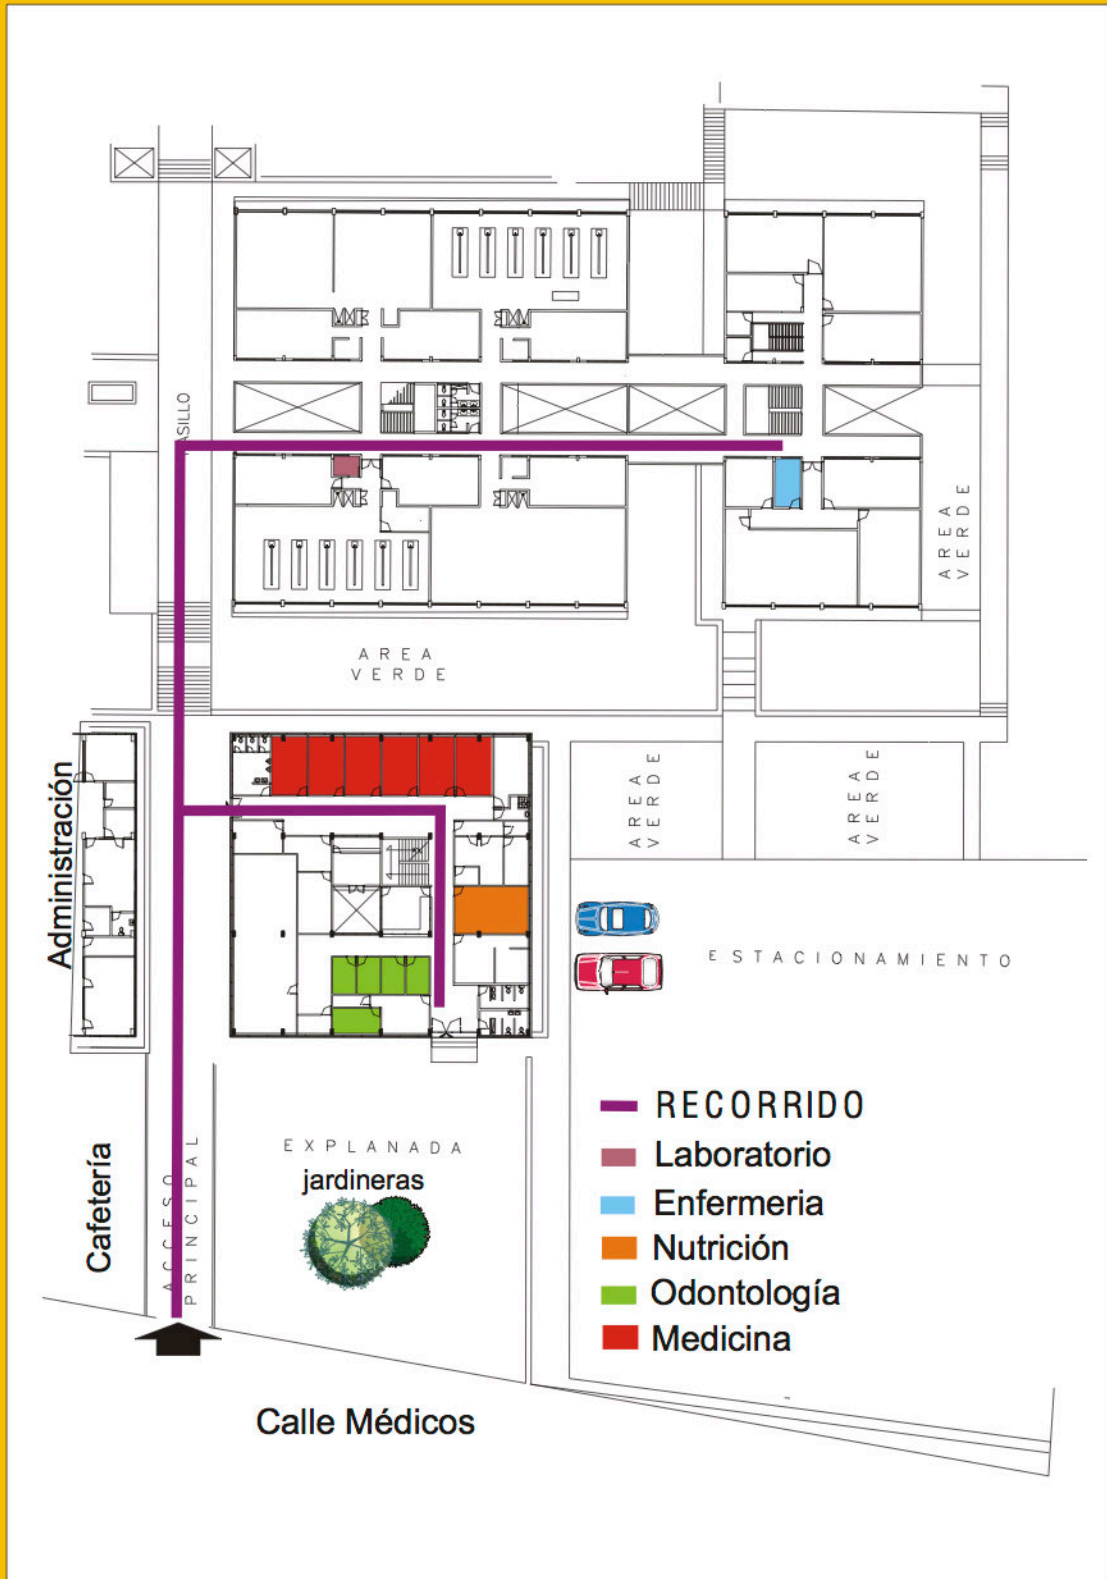 ASILLO
AREA
VERDE
AREA
VERDE
AREA
VERDE
AREA
VERDE
Administración
ESTACIONAMIENTO
Cafetería
ACCESO
PRINCIPAL
EXPLANADA
jardineras
RECORRIDO
Laboratorio
Enfermeria
Nutrición
Odontología
Medicina
Calle Médicos